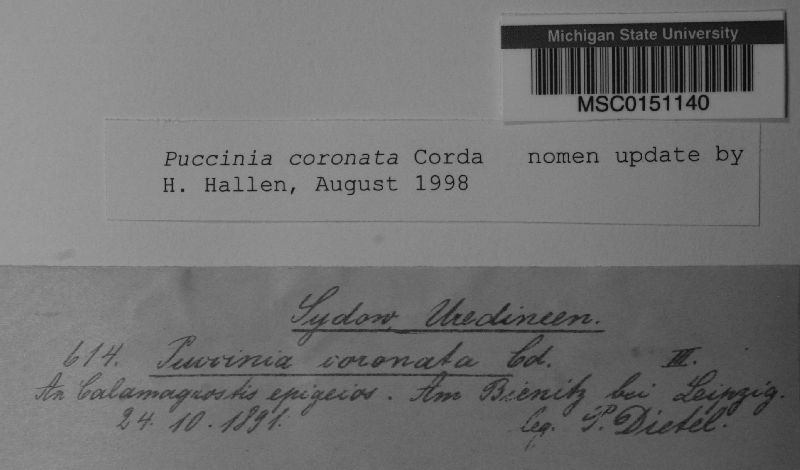 Michigan State University
MSC0151140
Puccinia coronata Corda nomen update by
H. Hallen, August 1998
Sydow, Uredineen.
614. Puccinia coronata Cd. III.
An Calamagrostis epigeios. Am Bienitz bei Leipzig.
24. 10. 1891. leg. P. Dietel.